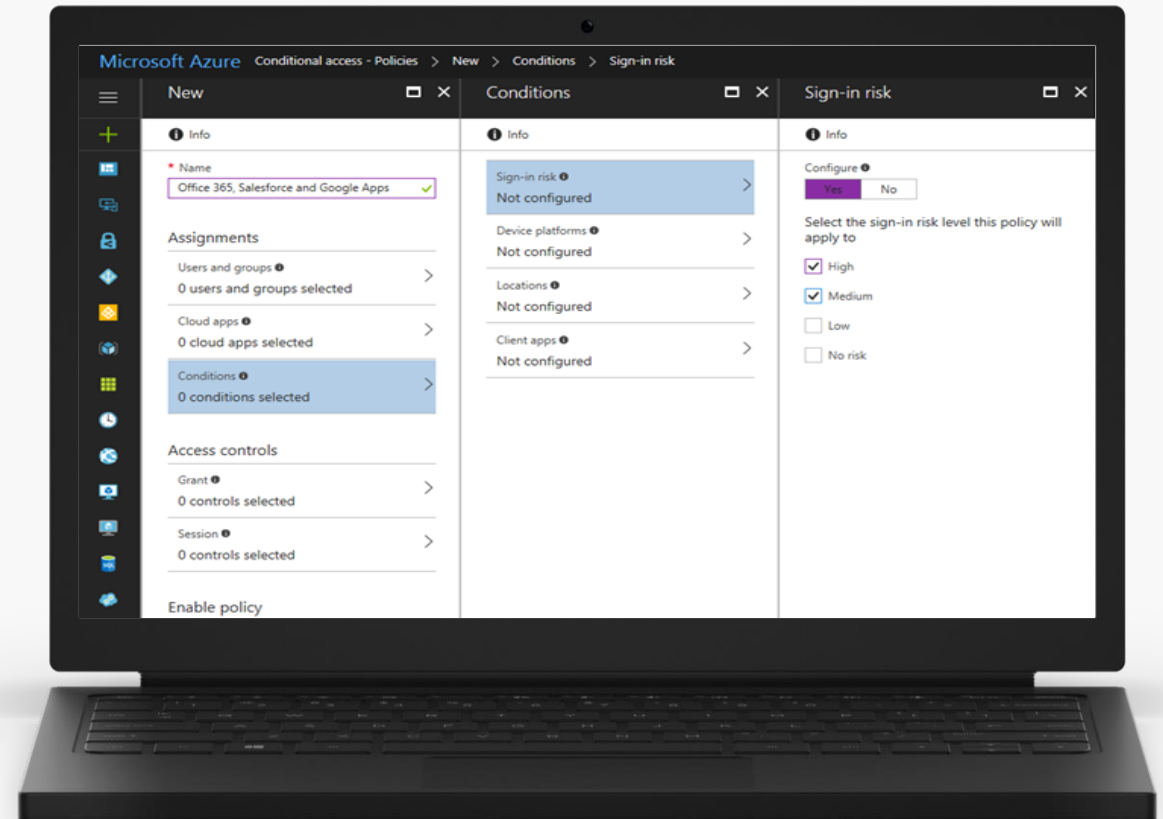 Microsoft Azure Conditional access - Policies > New > Conditions > Sign-in risk
New
Info
* Name
Office 365, Salesforce and Google Apps
Assignments
Users and groups
0 users and groups selected
Cloud apps
0 cloud apps selected
Conditions
0 conditions selected
Access controls
Grant
0 controls selected
Session
0 controls selected
Enable policy
Conditions
Info
Sign-in risk
Not configured
Device platforms
Not configured
Locations
Not configured
Client apps
Not configured
Sign-in risk
Info
Configure
Yes No
Select the sign-in risk level this policy will
apply to
High
Medium
Low
No risk